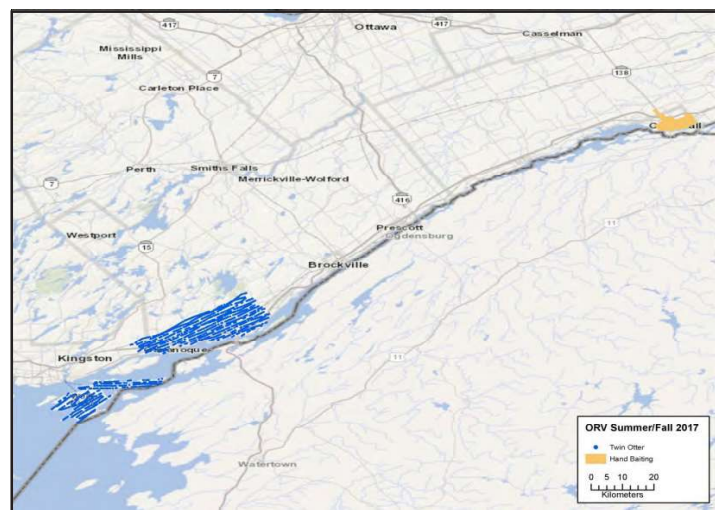 417
Ottawa
417
Casselman
Mississippi
Mills
7
138
Carleton Place
Smiths Falls
Perth
7
Merrickville-Wolford
416
11
Westport
Prescott
Ogdensburg
15
Brockville
Kingston
11
Watertown
ORV Summer/Fall 2017
Twin Otter
Hand Baiting
0 5 10 20
Kilometers